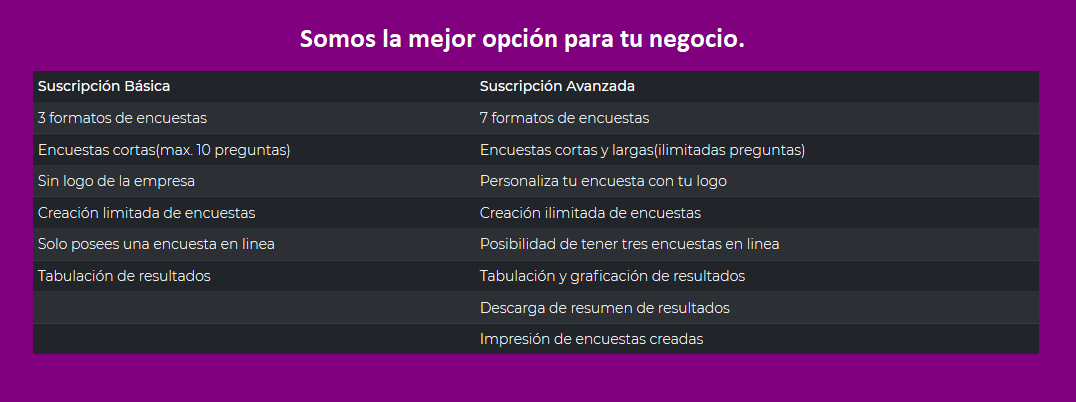 Somos la mejor opción para tu negocio.
Suscripción Básica Suscripción Avanzada
3 formatos de encuestas 7 formatos de encuestas
Encuestas cortas(max. 10 preguntas) Encuestas cortas y largas(ilimitadas preguntas)
Sin logo de la empresa Personaliza tu encuesta con tu logo
Creación limitada de encuestas Creación ilimitada de encuestas
Solo posees una encuesta en linea Posibilidad de tener tres encuestas en linea
Tabulación de resultados Tabulación y graficación de resultados
Descarga de resumen de resultados
Impresión de encuestas creadas